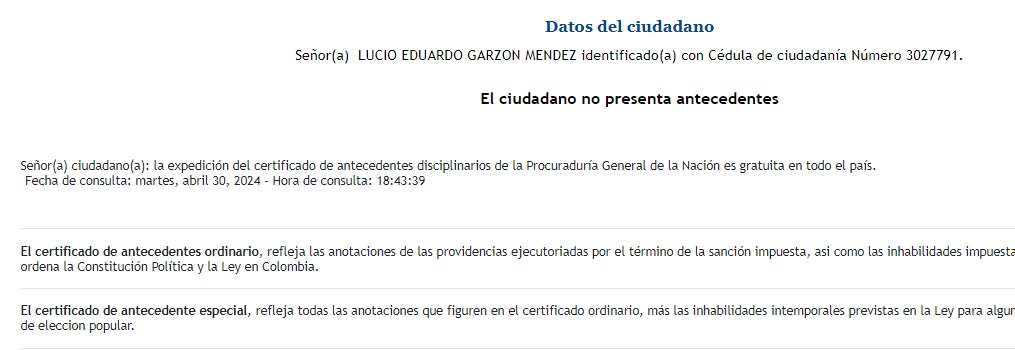 Datos del ciudadano
Señor(a) LUCIO EDUARDO GARZON MENDEZ identificado(a) con Cédula de ciudadanía Número 3027791.
El ciudadano no presenta antecedentes
Señor(a) ciudadano(a): la expedición del certificado de antecedentes disciplinarios de la Procuraduría General de la Nación es gratuita en todo el país.
Fecha de consulta: martes, abril 30, 2024 - Hora de consulta: 18:43:39
El certificado de antecedentes ordinario, refleja las anotaciones de las providencias ejecutoriadas por el término de la sanción impuesta, asi como las inhabilidades impuesta
ordena la Constitución Política y la Ley en Colombia.
El certificado de antecedente especial, refleja todas las anotaciones que figuren en el certificado ordinario, más las inhabilidades intemporales previstas en la Ley para algur
de eleccion popular.